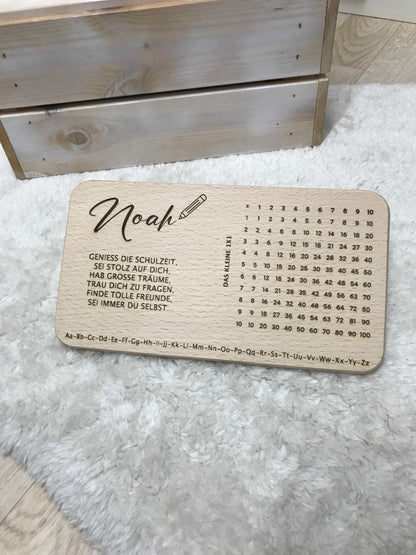 Noah
GENIESS DIE SCHULZEIT,
SEI STOLZ AUF DICH,
HAB GROSSE TRÄUME,
TRAU DICH ZU FRAGEN,
FINDE TOLLE FREUNDE,
SEI IMMER DU SELBST.
DAS KLEINE 1X1
x 1 2 3 4 5 6 7 8 9 10
1 1 2 3 4 5 6 7 8 9 10
2 2 4 6 8 10 12 14 16 18 20
3 3 6 9 12 15 18 21 24 27 30
4 4 8 12 16 20 24 28 32 36 40
5 5 10 15 20 25 30 35 40 45 50
6 6 12 18 24 30 36 42 48 54 60
7 7 14 21 28 35 42 49 56 63 70
8 8 16 24 32 40 48 56 64 72 80
9 9 18 27 36 45 54 63 72 81 90
10 10 20 30 40 50 60 70 80 90 100
Aa-Bb-Cc-Dd-Ee-Ff-Gg-Hh-Ii-Jj-Kk-Ll-Mm-Nn-Oo-Pp-Qq-Rr-Ss-Tt-Uu-Vv-Ww-Xx-Yy-Zz